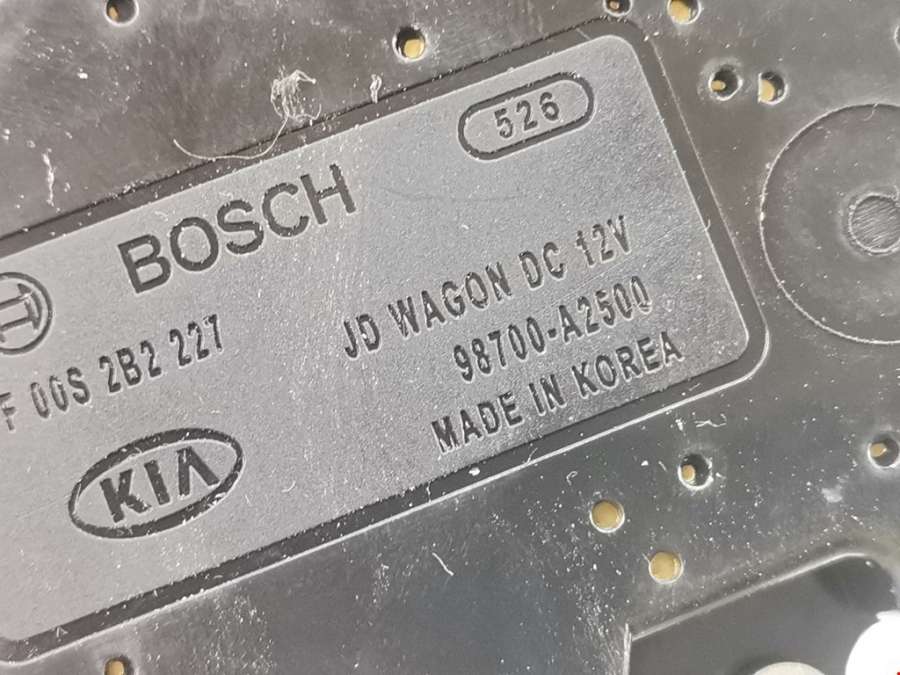 526
BOSCH
JD WAGON DC 12V
F 00S 2B2 227
98700-A2500
MADE IN KOREA
KIA